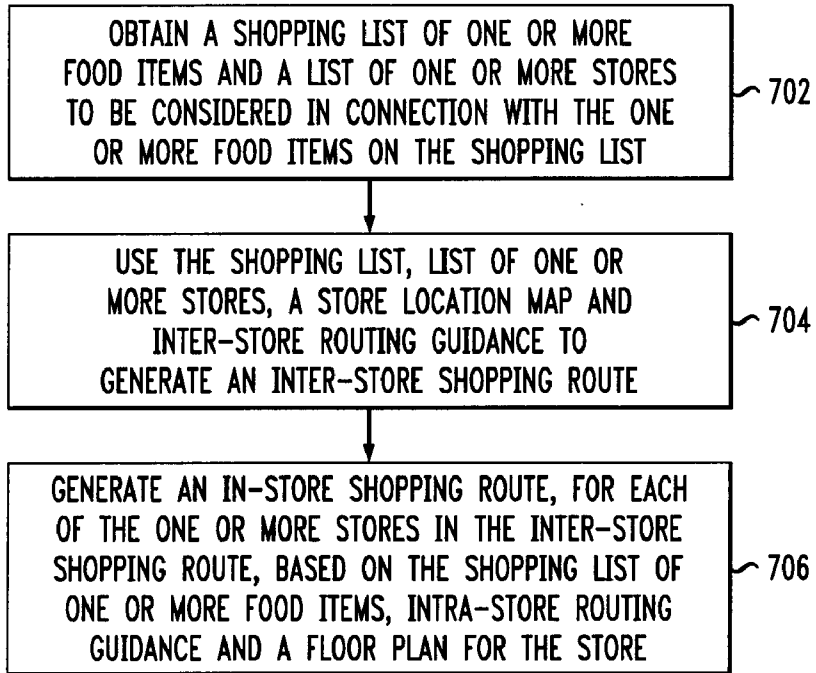 OBTAIN A SHOPPING LIST OF ONE OR MORE
FOOD ITEMS AND A LIST OF ONE OR MORE STORES
TO BE CONSIDERED IN CONNECTION WITH THE ONE
OR MORE FOOD ITEMS ON THE SHOPPING LIST
702
USE THE SHOPPING LIST, LIST OF ONE OR
MORE STORES, A STORE LOCATION MAP AND
INTER-STORE ROUTING GUIDANCE TO
GENERATE AN INTER-STORE SHOPPING ROUTE
704
GENERATE AN IN-STORE SHOPPING ROUTE, FOR EACH
OF THE ONE OR MORE STORES IN THE INTER-STORE
SHOPPING ROUTE, BASED ON THE SHOPPING LIST OF
ONE OR MORE FOOD ITEMS, INTRA-STORE ROUTING
GUIDANCE AND A FLOOR PLAN FOR THE STORE
706